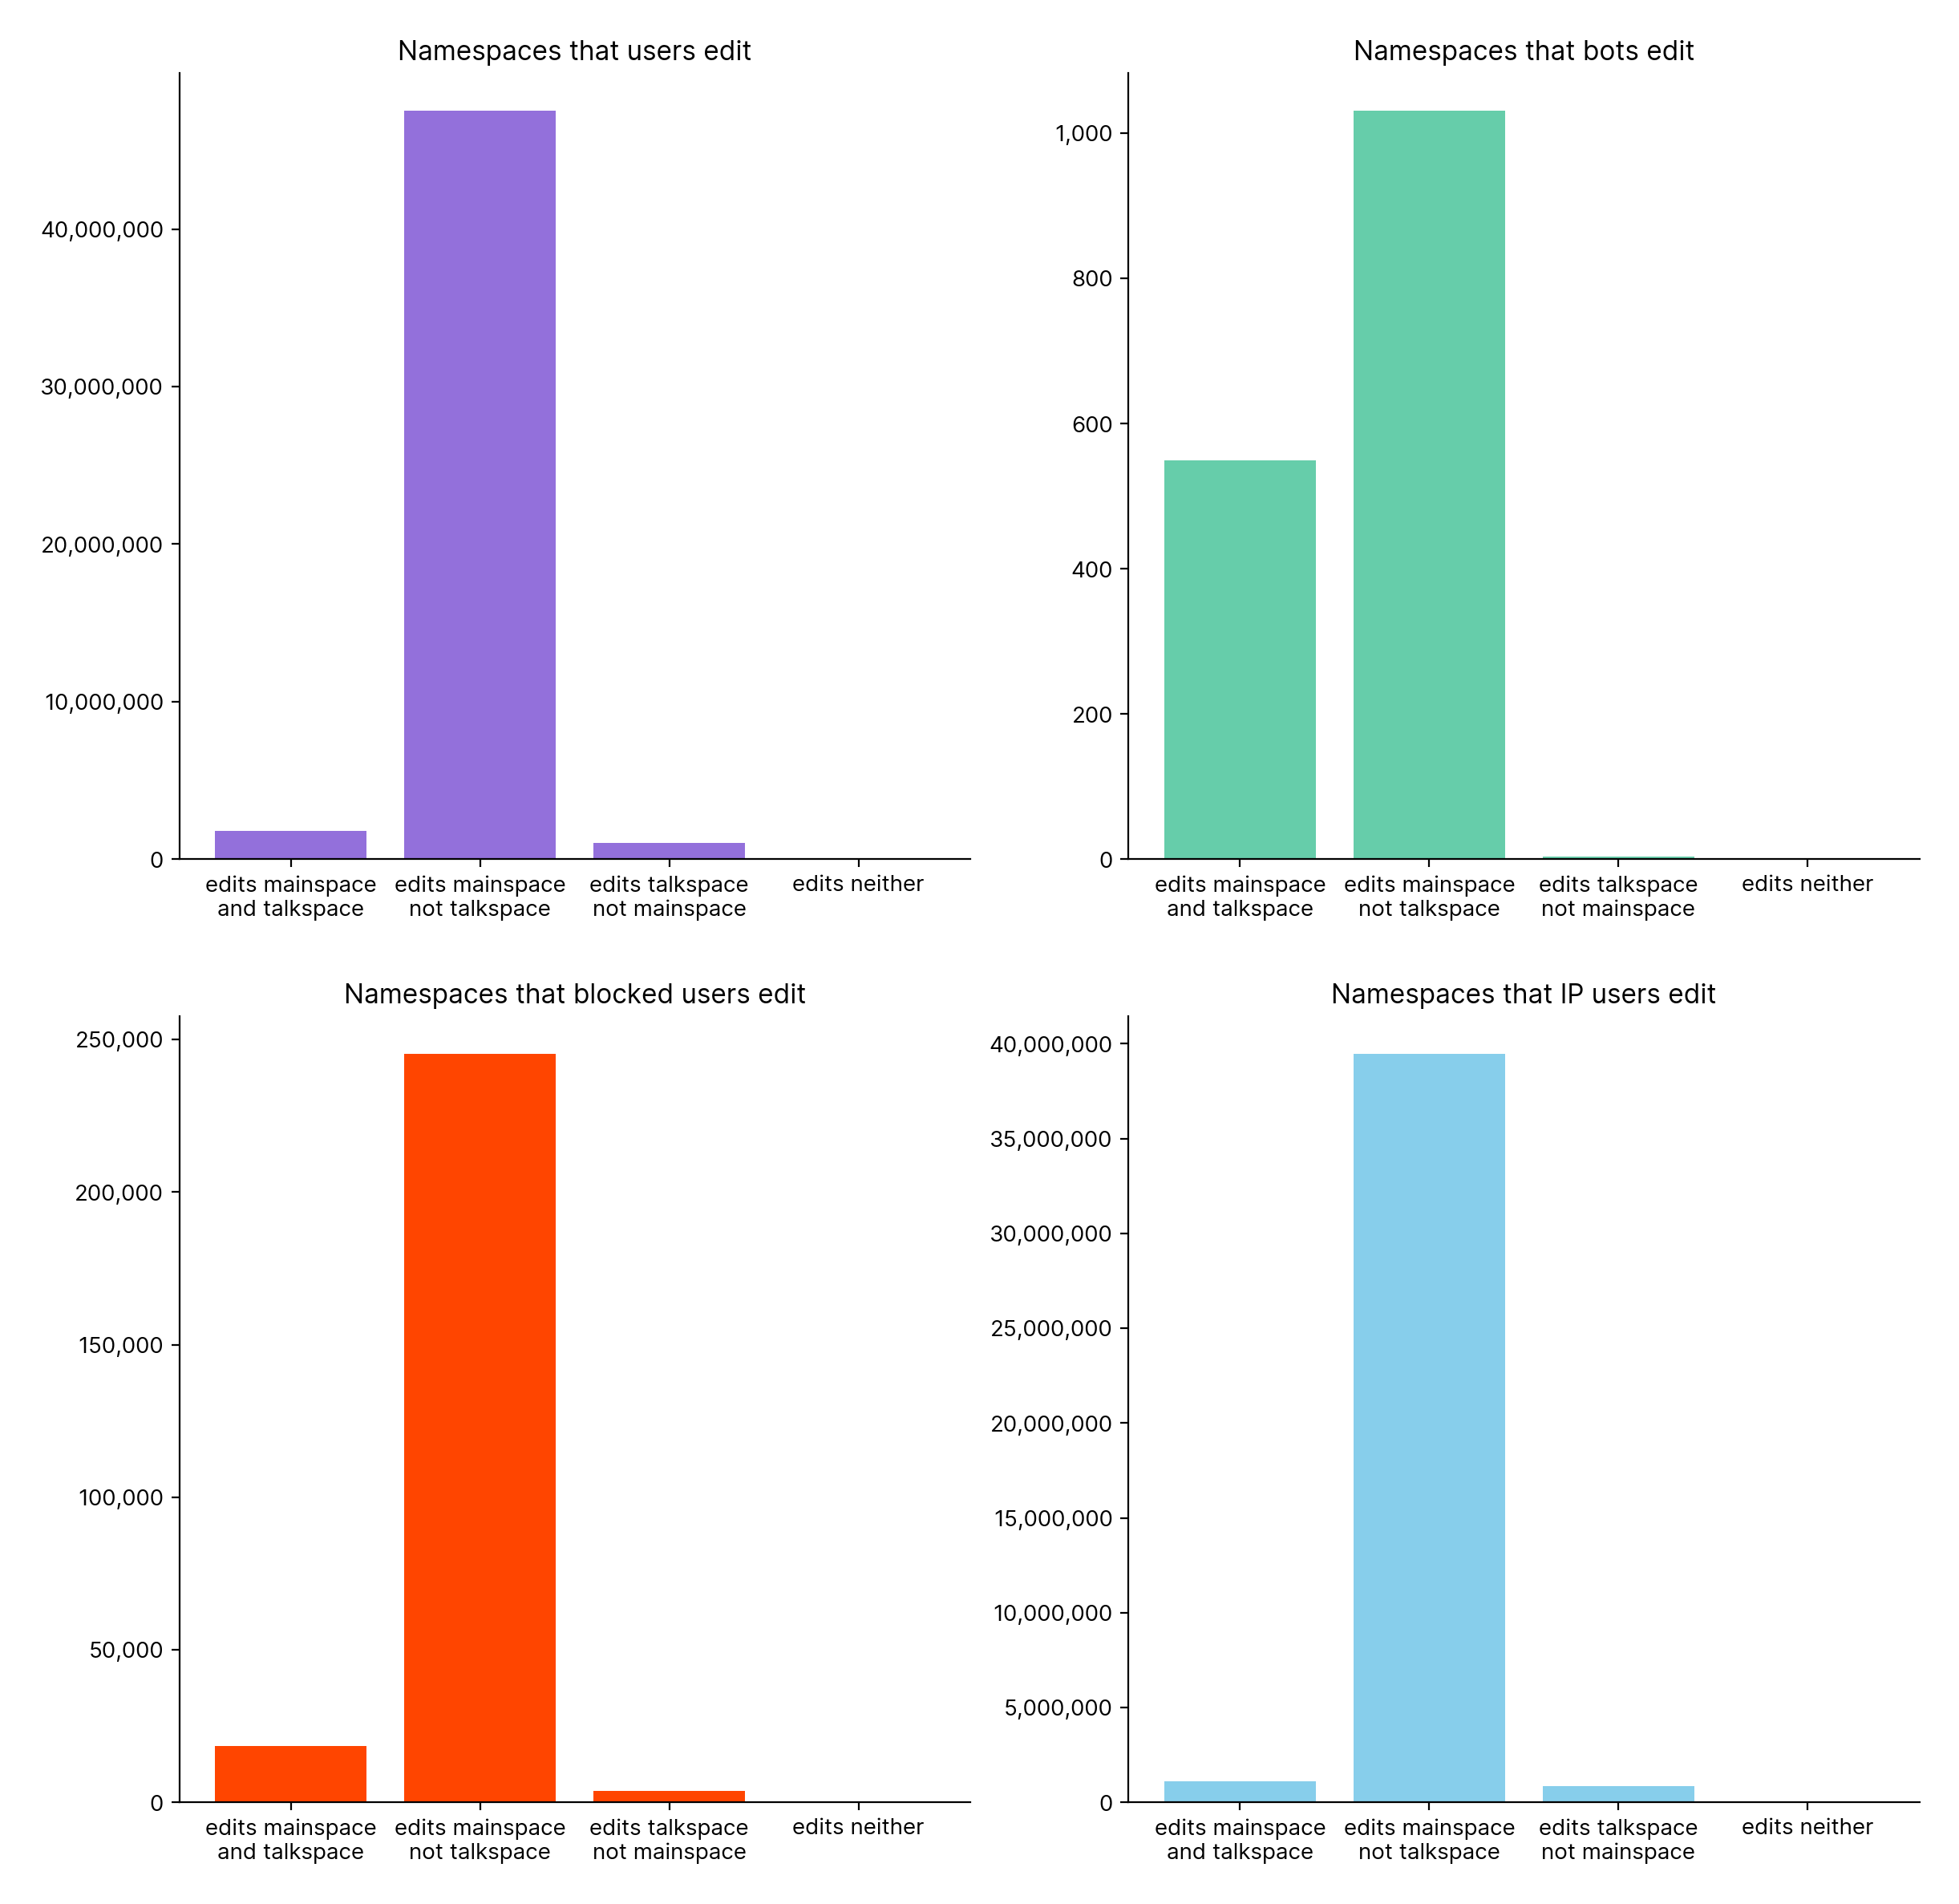 Namespaces that users edit
40,000,000
30,000,000
20,000,000
10,000,000
0
edits mainspace
and talkspace
edits mainspace
not talkspace
edits talkspace
not mainspace
edits neither
Namespaces that bots edit
1,000
800
600
400
200
0
edits mainspace
and talkspace
edits mainspace
not talkspace
edits talkspace
not mainspace
edits neither
Namespaces that blocked users edit
250,000
200,000
150,000
100,000
50,000
0
edits mainspace
and talkspace
edits mainspace
not talkspace
edits talkspace
not mainspace
edits neither
Namespaces that IP users edit
40,000,000
35,000,000
30,000,000
25,000,000
20,000,000
15,000,000
10,000,000
5,000,000
0
edits mainspace
and talkspace
edits mainspace
not talkspace
edits talkspace
not mainspace
edits neither